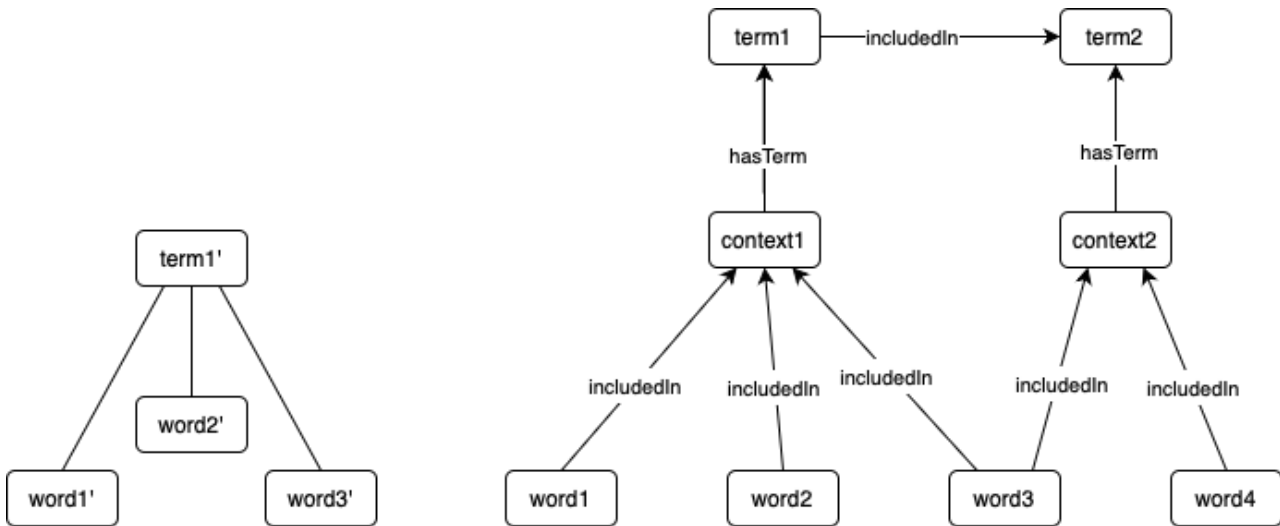 term1
includedIn
term2
hasTerm
hasTerm
term1'
context1
context2
includedIn
includedIn
includedIn
includedIn
includedIn
word2'
word1'
word3'
word1
word2
word3
word4